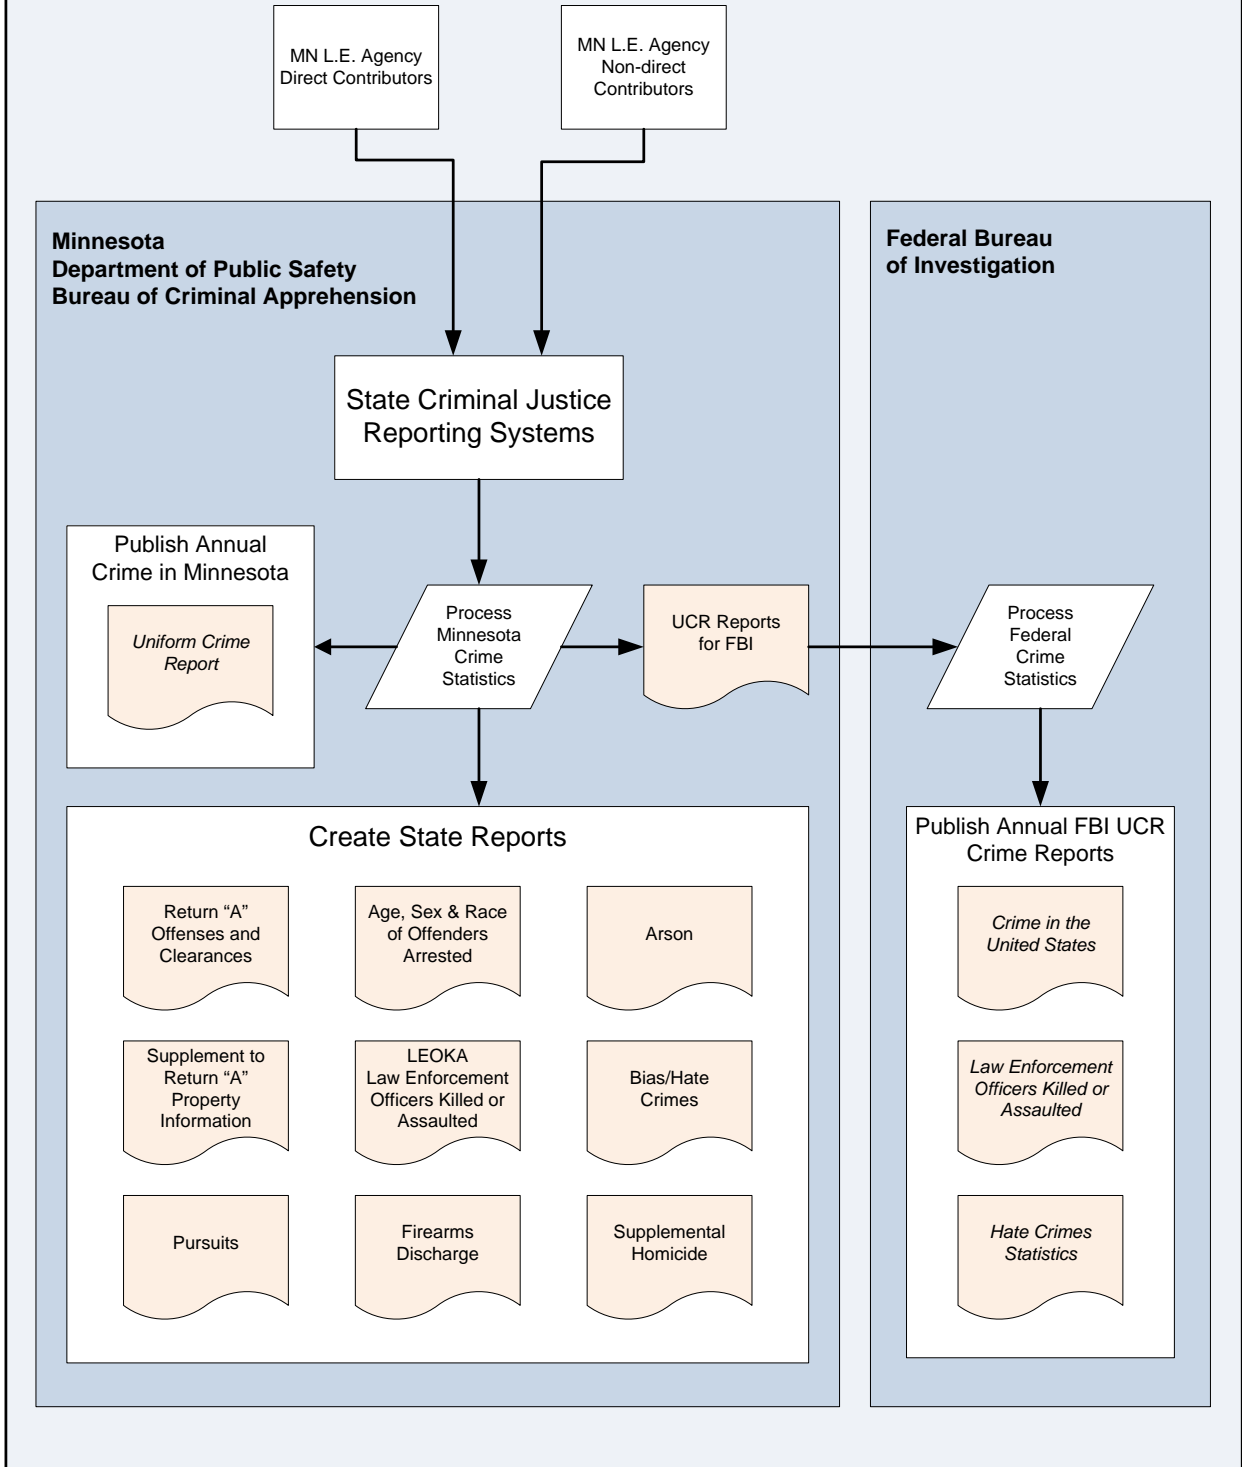 MN L.E. Agency
Direct Contributors
MN L.E. Agency
Non-direct
Contributors
Minnesota
Department of Public Safety
Bureau of Criminal Apprehension
Federal Bureau
of Investigation
State Criminal Justice
Reporting Systems
Publish Annual
Crime in Minnesota
Uniform Crime
Report
Process
Minnesota
Crime
Statistics
UCR Reports
for FBI
Process
Federal
Crime
Statistics
Create State Reports
Return “A”
Offenses and
Clearances
Age, Sex & Race
of Offenders
Arrested
Arson
Supplement to
Return “A”
Property
Information
LEOKA
Law Enforcement
Officers Killed or
Assaulted
Bias/Hate
Crimes
Pursuits
Firearms
Discharge
Supplemental
Homicide
Publish Annual FBI UCR
Crime Reports
Crime in the
United States
Law Enforcement
Officers Killed or
Assaulted
Hate Crimes
Statistics